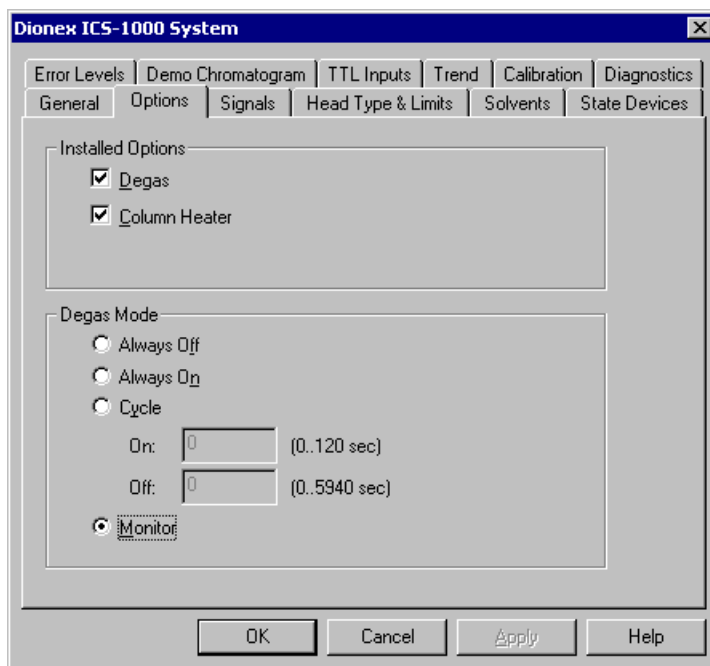 Dionex ICS-1000 System
Error Levels Demo Chromatogram TTL Inputs Trend Calibration Diagnostics
General Options Signals Head Type & Limits Solvents State Devices
Installed Options
Degas
Column Heater
Degas Mode
Always Off
Always On
Cycle
On: 0 (0..120 sec)
Off: 0 (0..5940 sec)
Monitor
OK Cancel Apply Help